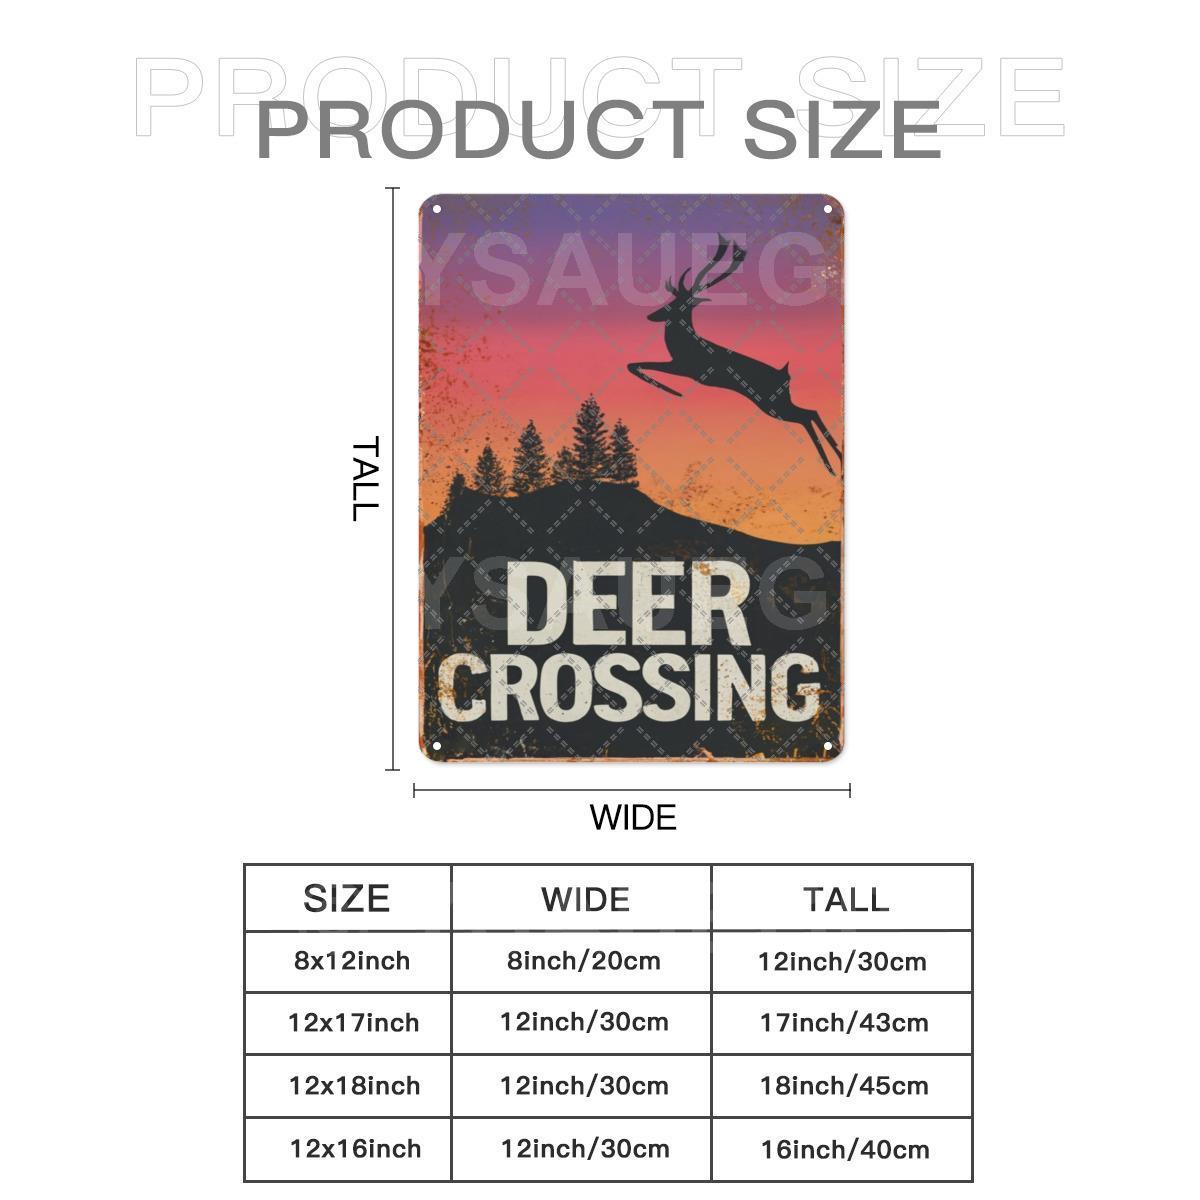 PRODUCT SIZE
PRODUCT SIZE
YSAUEG
TALL
YSAUEG
DEER
CROSSING
WIDE
SIZE WIDE TALL
8x12inch 8inch/20cm 12inch/30cm
12x17inch 12inch/30cm 17inch/43cm
12x18inch 12inch/30cm 18inch/45cm
12x16inch 12inch/30cm 16inch/40cm